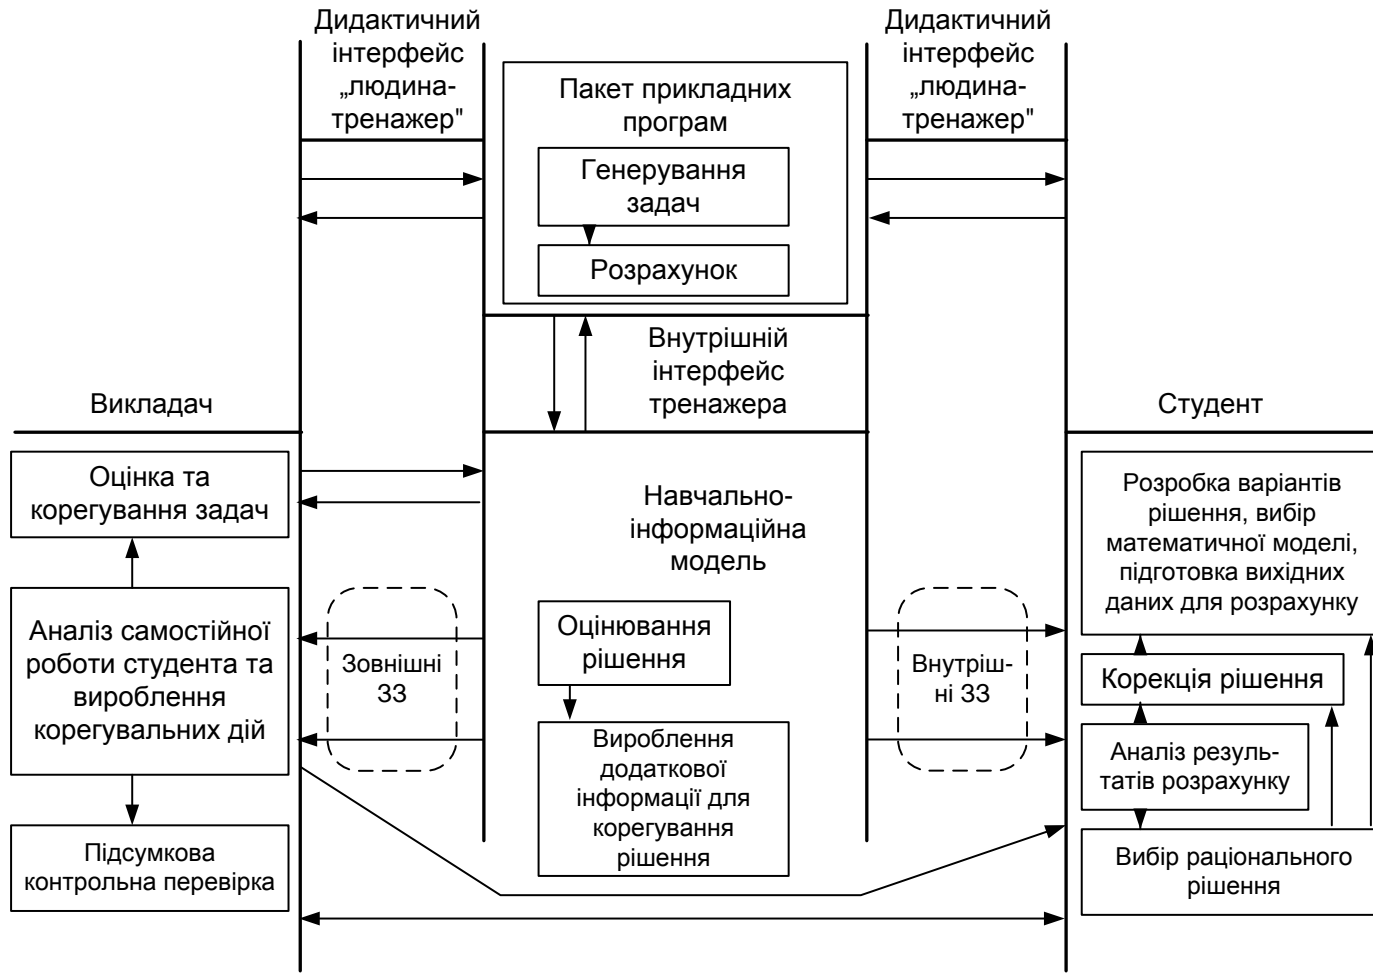 Дидактичний
інтерфейс
„людина-
тренажер"
Пакет прикладних
програм
Генерування
задач
Розрахунок
Дидактичний
інтерфейс
„людина-
тренажер"
Внутрішній
інтерфейс
тренажера
Викладач
Оцінка та
корегування задач
Аналіз самостійної
роботи студента та
вироблення
корегувальних дій
Підсумкова
контрольна перевірка
Зовнішні
ЗЗ
Навчально-
інформаційна
модель
Оцінювання
рішення
Вироблення
додаткової
інформації для
корегування
рішення
Внутріш-
ні ЗЗ
Студент
Розробка варіантів
рішення, вибір
математичної моделі,
підготовка вихідних
даних для розрахунку
Корекція рішення
Аналіз резуль-
татів розрахунку
Вибір раціонального
рішення